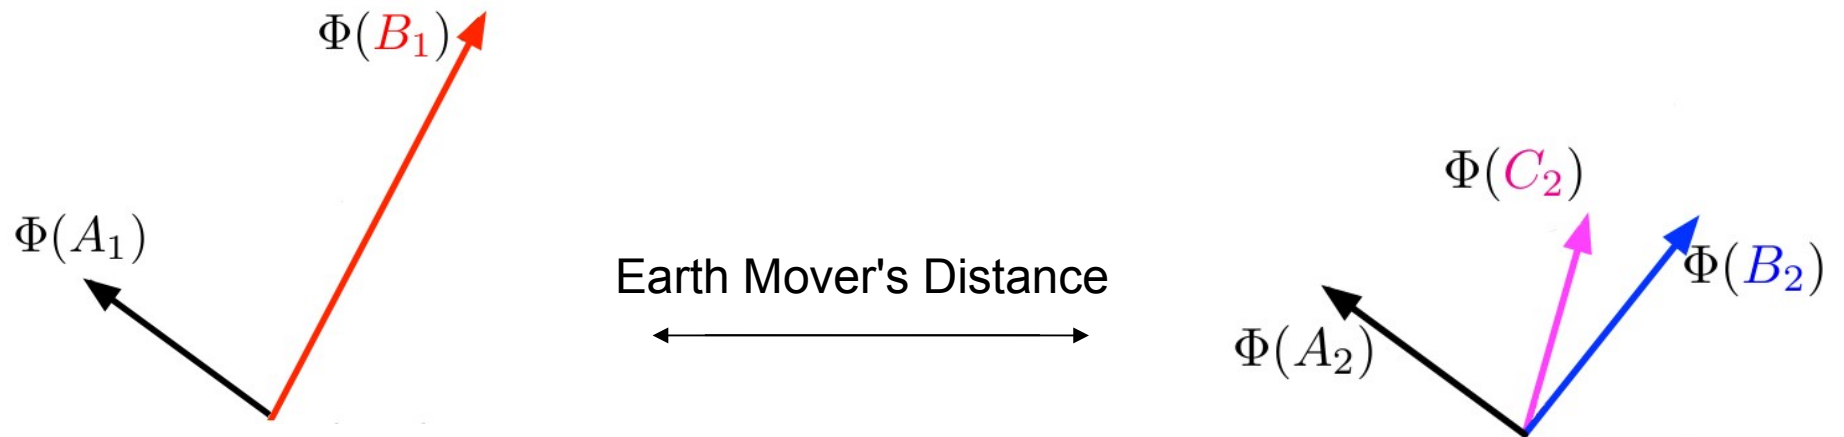 Φ(B₁)
Φ(A₁)
Earth Mover's Distance
Φ(C₂)
Φ(B₂)
Φ(A₂)